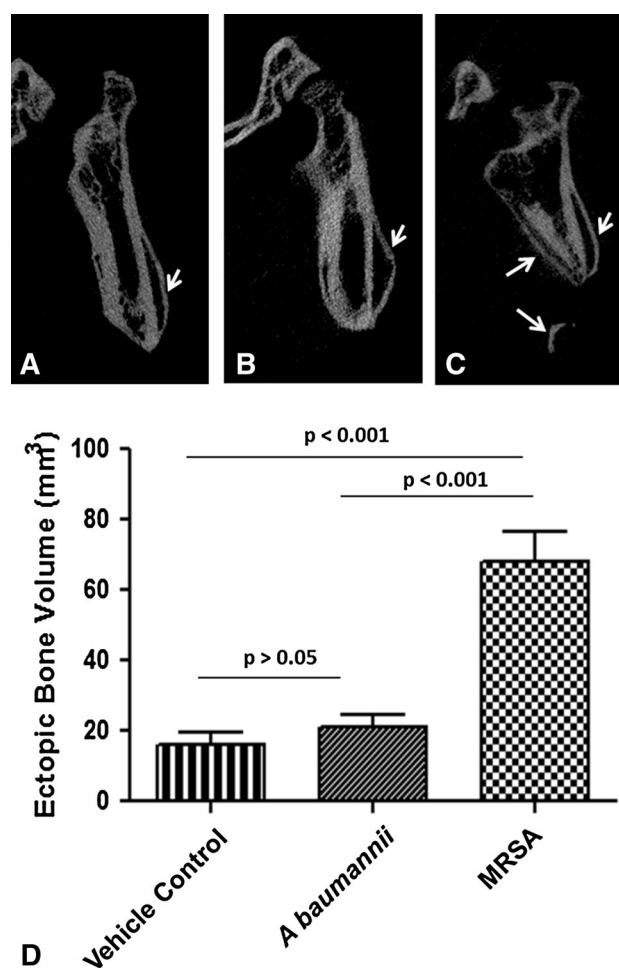 A
B
C
Ectopic Bone Volume (mm³)
100
80
60
40
20
0
p < 0.001
p < 0.001
p > 0.05
Vehicle Control
A baumannii
MRSA
D